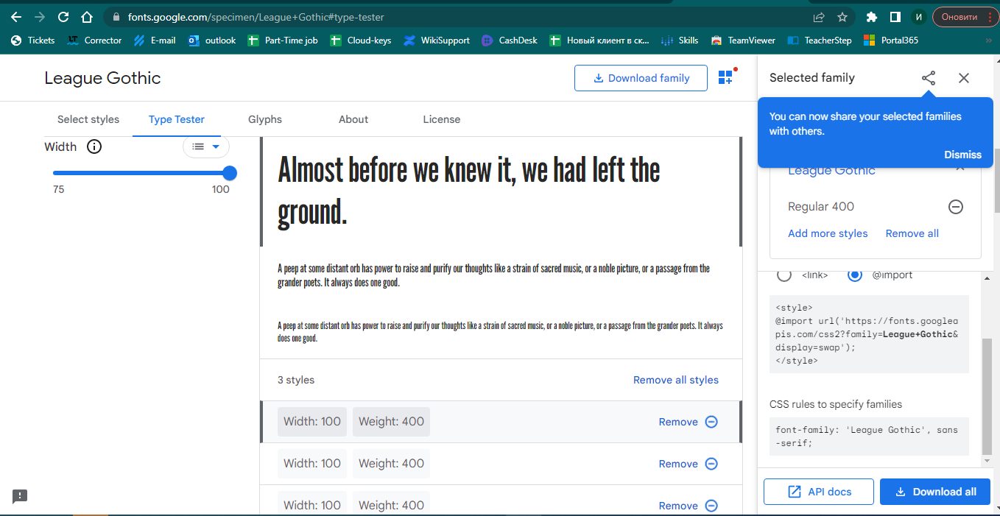 fonts.google.com/specimen/League+Gothic#type-tester
И
Оновити
Tickets
LT Corrector
E-mail
outlook
Part-Time job
Cloud-keys
WikiSupport
CashDesk
Новый клиент в ск...
Skills
TeamViewer
TeacherStep
Portal365
»
League Gothic
Download family
Select styles
Type Tester
Glyphs
About
License
Width
75
100
Almost before we knew it, we had left the
ground.
A peep at some distant orb has power to raise and purify our thoughts like a strain of sacred music, or a noble picture, or a passage from the
grander poets. It always does one good.
A peep at some distant orb has power to raise and purify our thoughts like a strain of sacred music, or a noble picture, or a passage from the grander poets. It always
does one good.
3 styles
Remove all styles
Width: 100
Weight: 400
Remove
Width: 100
Weight: 400
Remove
Width: 100
Weight: 400
Remove
Selected family
You can now share your selected families
with others.
Dismiss
League Gothic
Regular 400
Add more styles
Remove all
<link>
@import
<style>
@import url('https://fonts.googlea
pis.com/css2?family=League+Gothic&
display=swap');
</style>
CSS rules to specify families
font-family: 'League Gothic', sans
-serif;
API docs
Download all